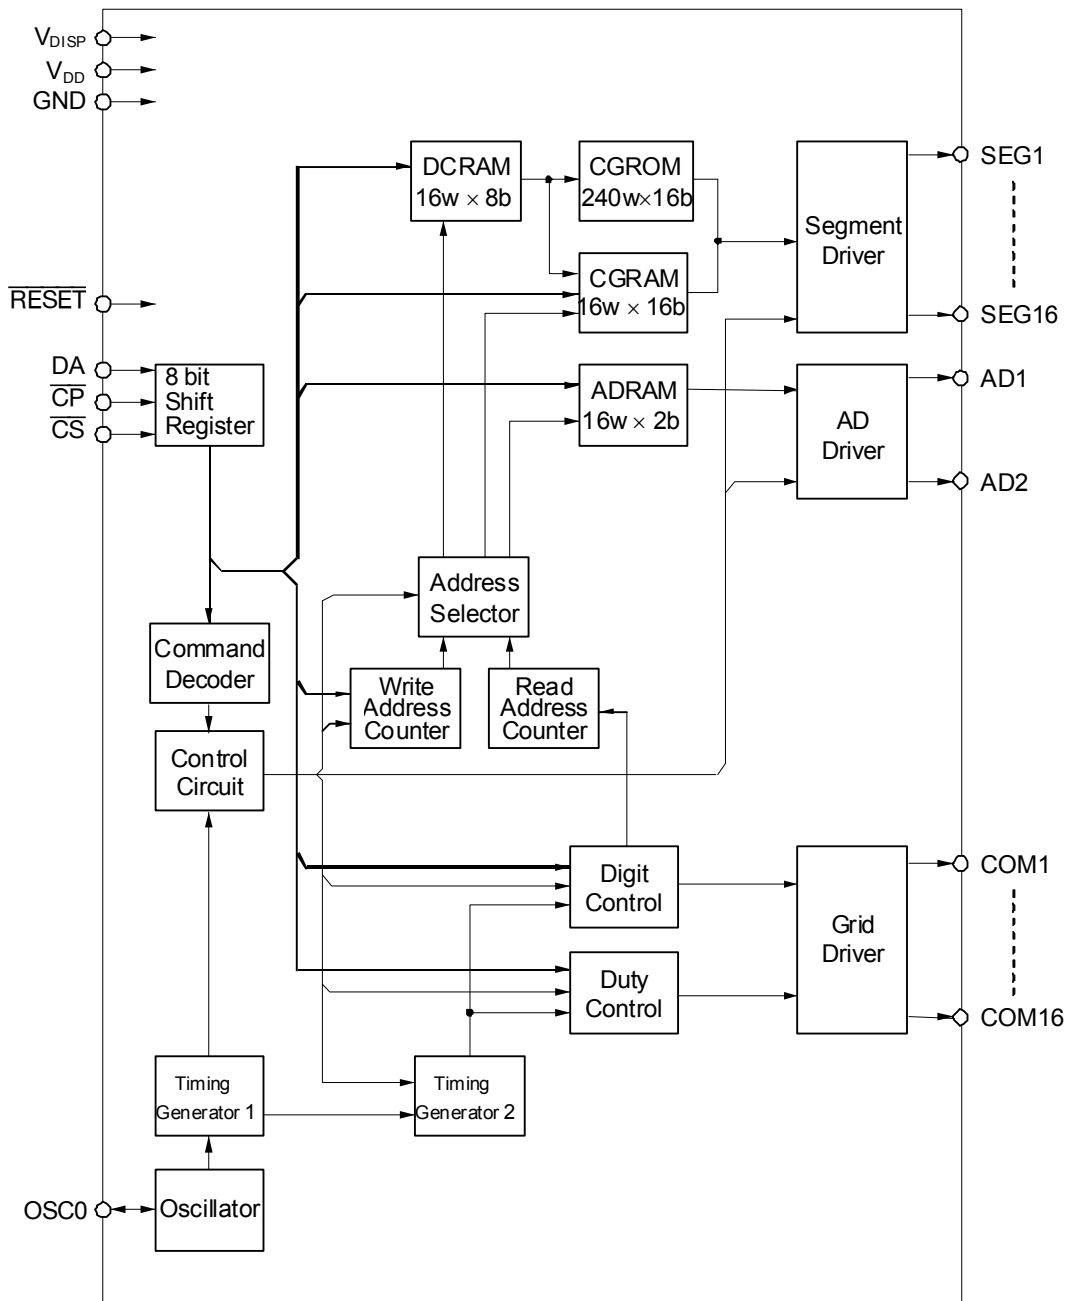 VDISP
VDD
GND
RESET
DA
CP
CS
8 bit
Shift
Register
DCRAM
16w × 8b
CGROM
240w×16b
CGRAM
16w × 16b
ADRAM
16w × 2b
Segment
Driver
SEG1
SEG16
AD
Driver
AD1
AD2
Address
Selector
Command
Decoder
Write
Address
Counter
Read
Address
Counter
Control
Circuit
Digit
Control
Duty
Control
Grid
Driver
COM1
COM16
Timing
Generator 1
Timing
Generator 2
OSC0
Oscillator